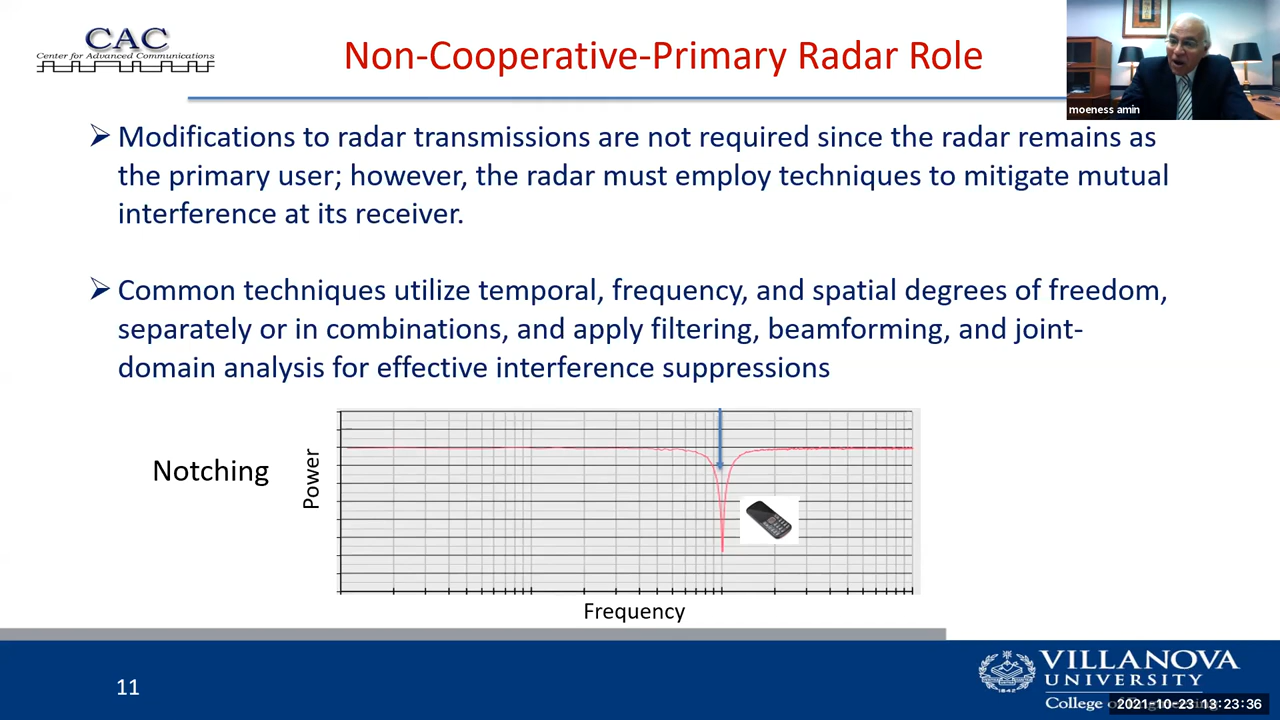 CAC
Center for Advanced Communications
Non-Cooperative-Primary Radar Role
moeness amin
➢ Modifications to radar transmissions are not required since the radar remains as
the primary user; however, the radar must employ techniques to mitigate mutual
interference at its receiver.
➢ Common techniques utilize temporal, frequency, and spatial degrees of freedom,
separately or in combinations, and apply filtering, beamforming, and joint-
domain analysis for effective interference suppressions
Notching
Power
Frequency
11
VILLANOVA
UNIVERSITY
College of Engineering
2021-10-23 13:23:36